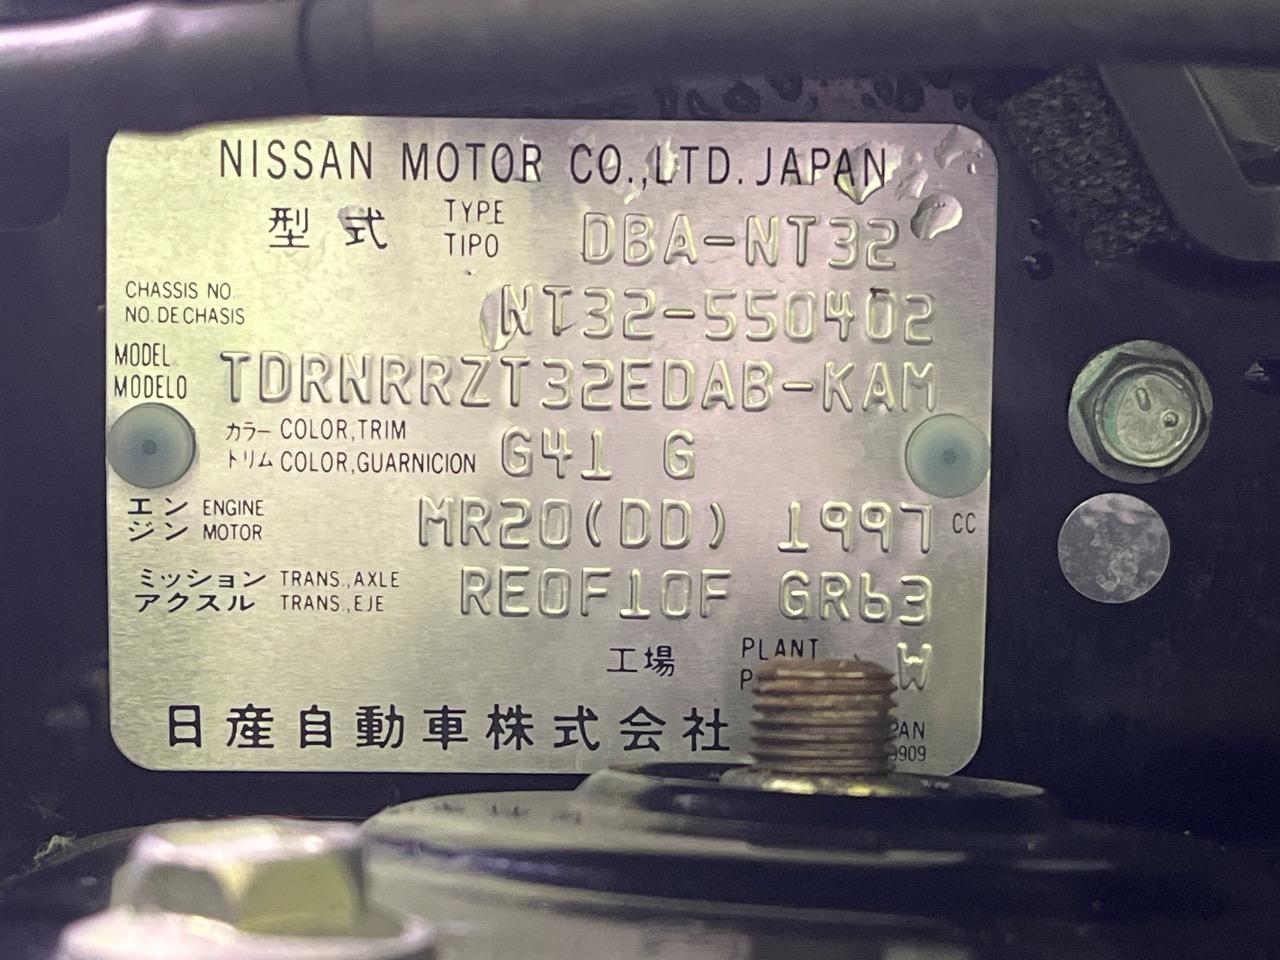 NISSAN MOTOR CO.,LTD. JAPAN
型式 TYPE TIPO DBA-NT32
CHASSIS NO.
NO. DE CHASIS
NT32-550402
MODEL
MODELO
TDRNRRZT32EDAB-KAM
カラー COLOR,TRIM
トリム COLOR,GUARNICION
G41 G
エン ENGINE
ジン MOTOR
MR20(DD) 1997 CC
ミッション TRANS.,AXLE
アクスル TRANS.,EJE
RE0F10F GR63
工場 PLANT W
日産自動車株式会社